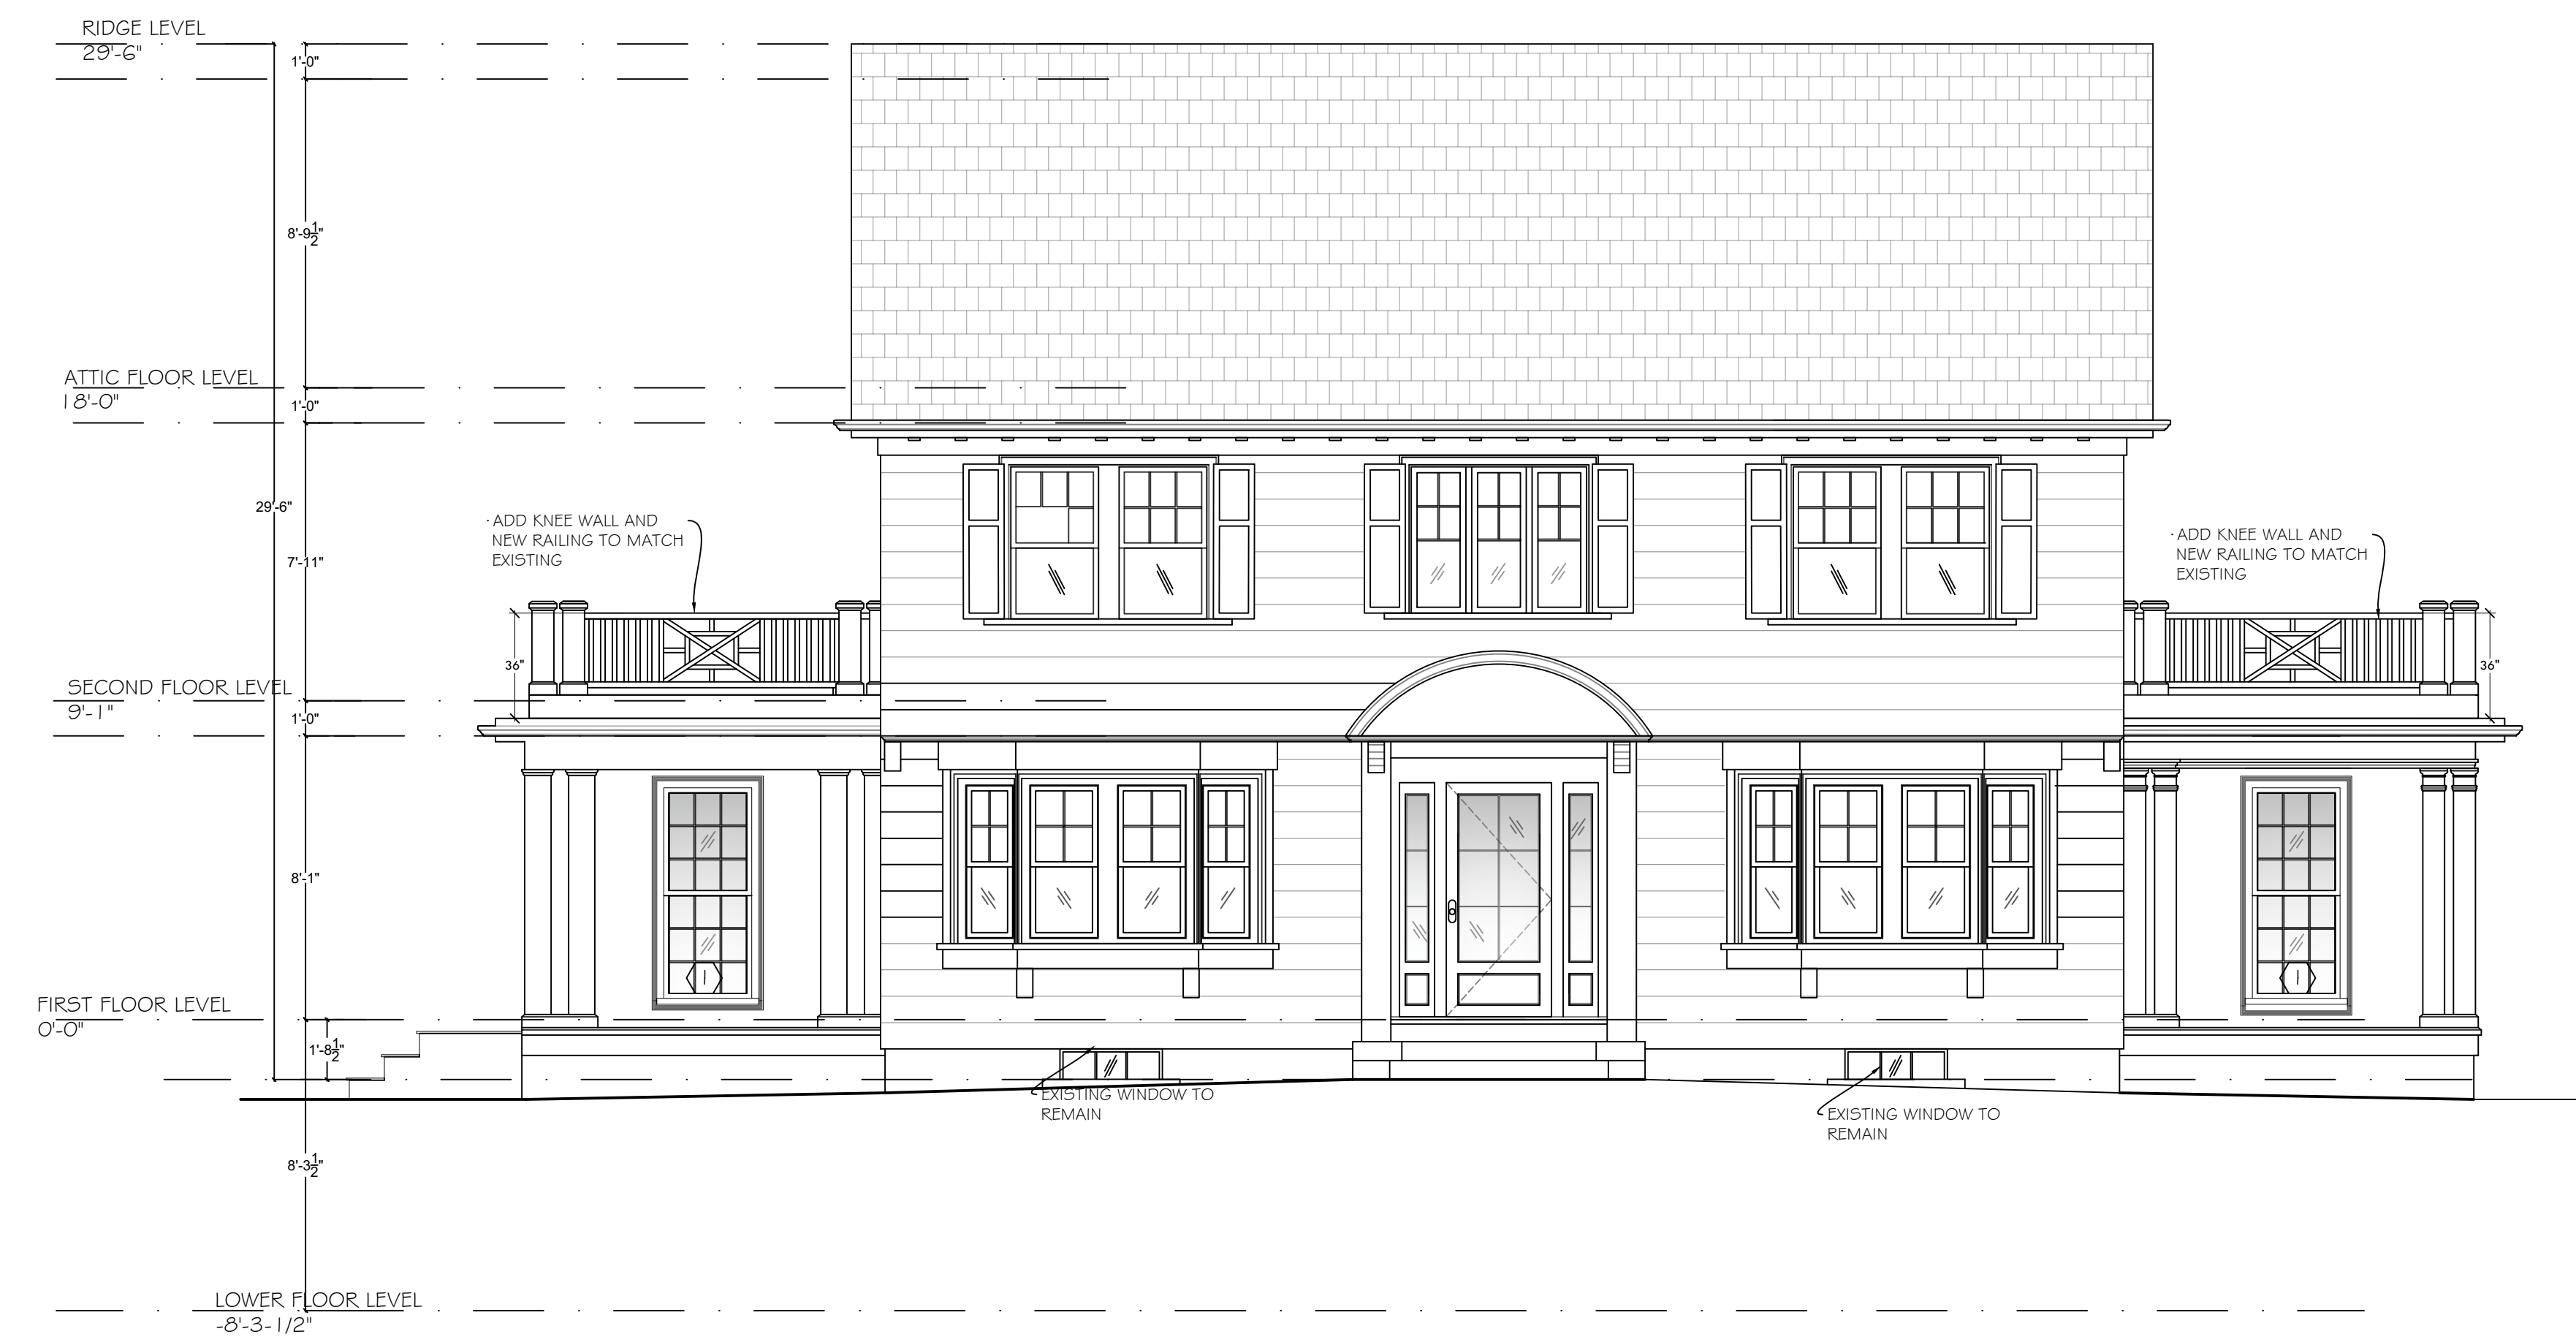 RIDGE LEVEL
29'-6"
1'-0"
8'-9 1/2"
ATTIC FLOOR LEVEL
18'-0"
1'-0"
29'-6"
7'-11"
ADD KNEE WALL AND
NEW RAILING TO MATCH
EXISTING
ADD KNEE WALL AND
NEW RAILING TO MATCH
EXISTING
36"
36"
SECOND FLOOR LEVEL
9'-1"
1'-0"
8'-1"
I
I
FIRST FLOOR LEVEL
0'-0"
1'-8 1/2"
EXISTING WINDOW TO
REMAIN
EXISTING WINDOW TO
REMAIN
8'-3 1/2"
LOWER FLOOR LEVEL
-8'-3-1/2"